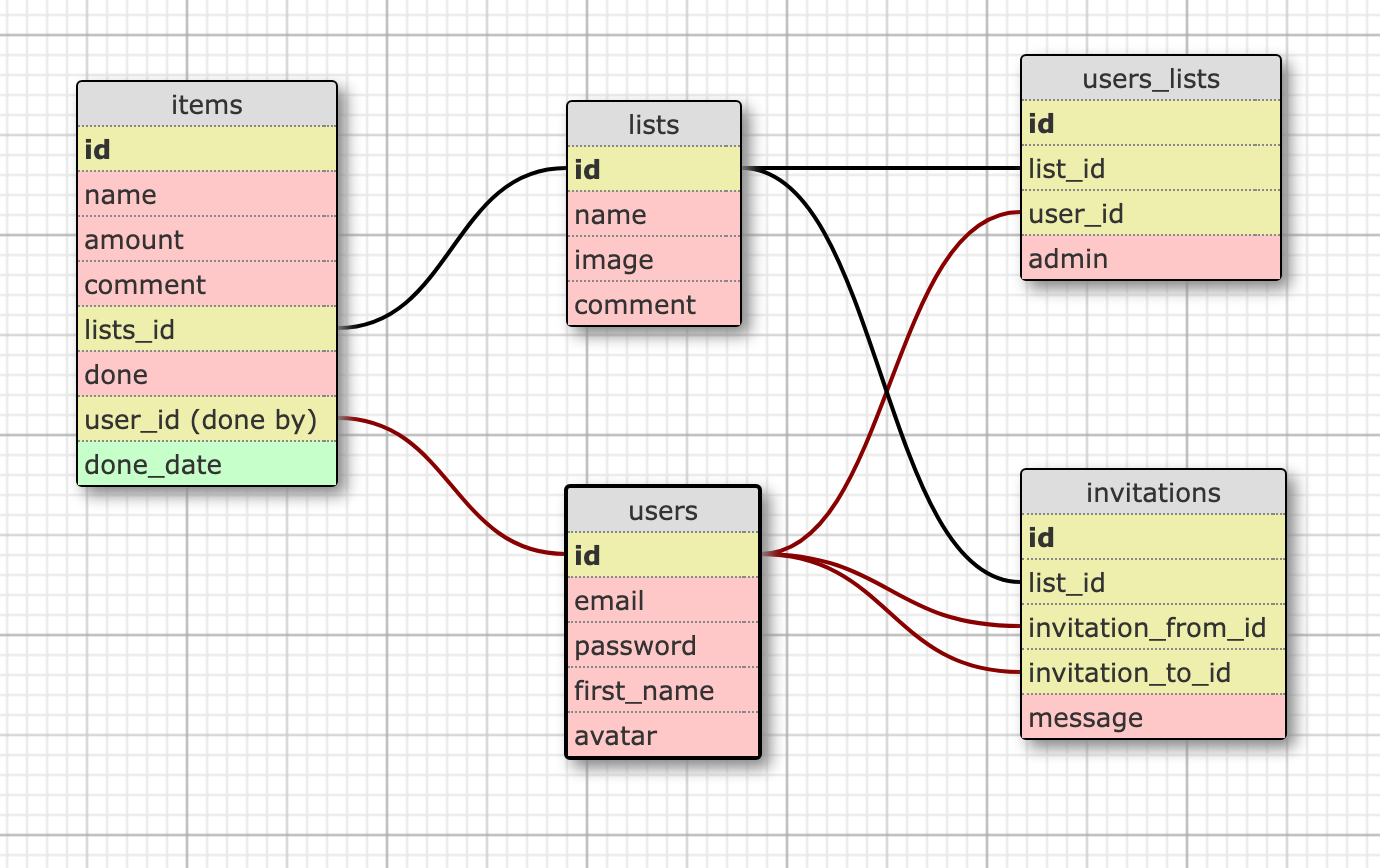 items
id
name
amount
comment
lists_id
done
user_id (done by)
done_date
lists
id
name
image
comment
users
id
email
password
first_name
avatar
users_lists
id
list_id
user_id
admin
invitations
id
list_id
invitation_from_id
invitation_to_id
message